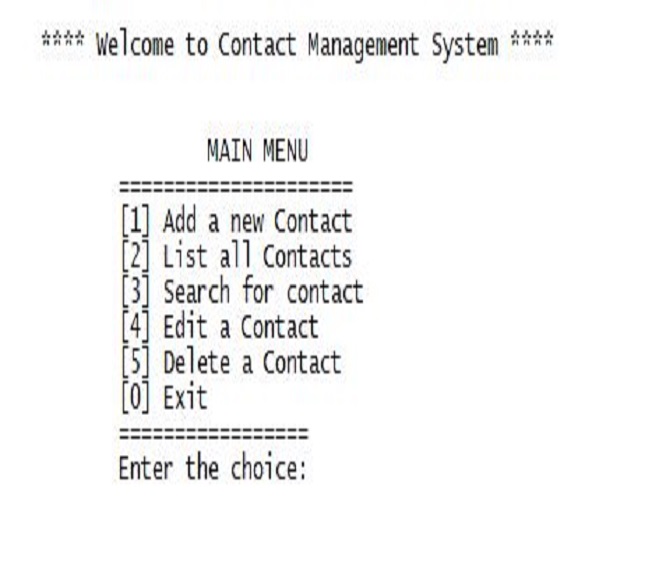 **** Welcome to Contact Management System ****
MAIN MENU
=====================
[1] Add a new Contact
[2] List all Contacts
[3] Search for contact
[4] Edit a Contact
[5] Delete a Contact
[0] Exit
=================
Enter the choice: